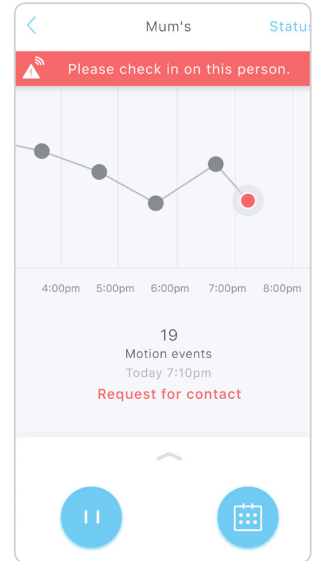 Mum's Statu
Please check in on this person.
4:00pm 5:00pm 6:00pm 7:00pm 8:00pm
19
Motion events
Today 7:10pm
Request for contact